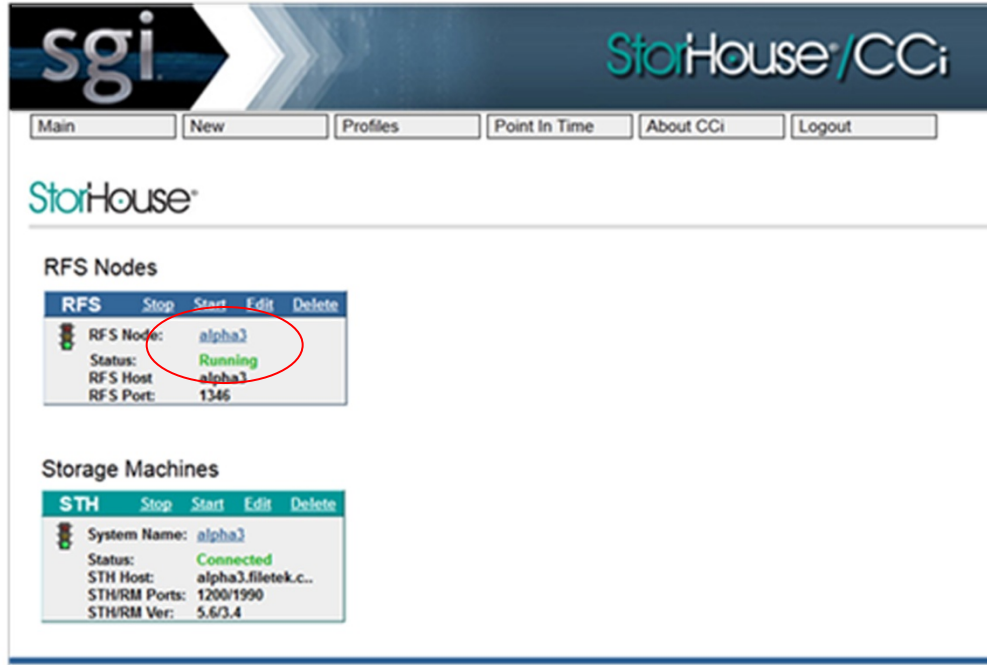 sgi
StorHouse®/CCi
Main New Profiles Point In Time About CCi Logout
StorHouse®
RFS Nodes
RFS Stop Start Edit Delete
RFS Node: alpha3
Status: Running
RFS Host alpha3
RFS Port: 1346
Storage Machines
STH Stop Start Edit Delete
System Name: alpha3
Status: Connected
STH Host: alpha3.filetek.c..
STH/RM Ports: 1200/1990
STH/RM Ver: 5.6/3.4